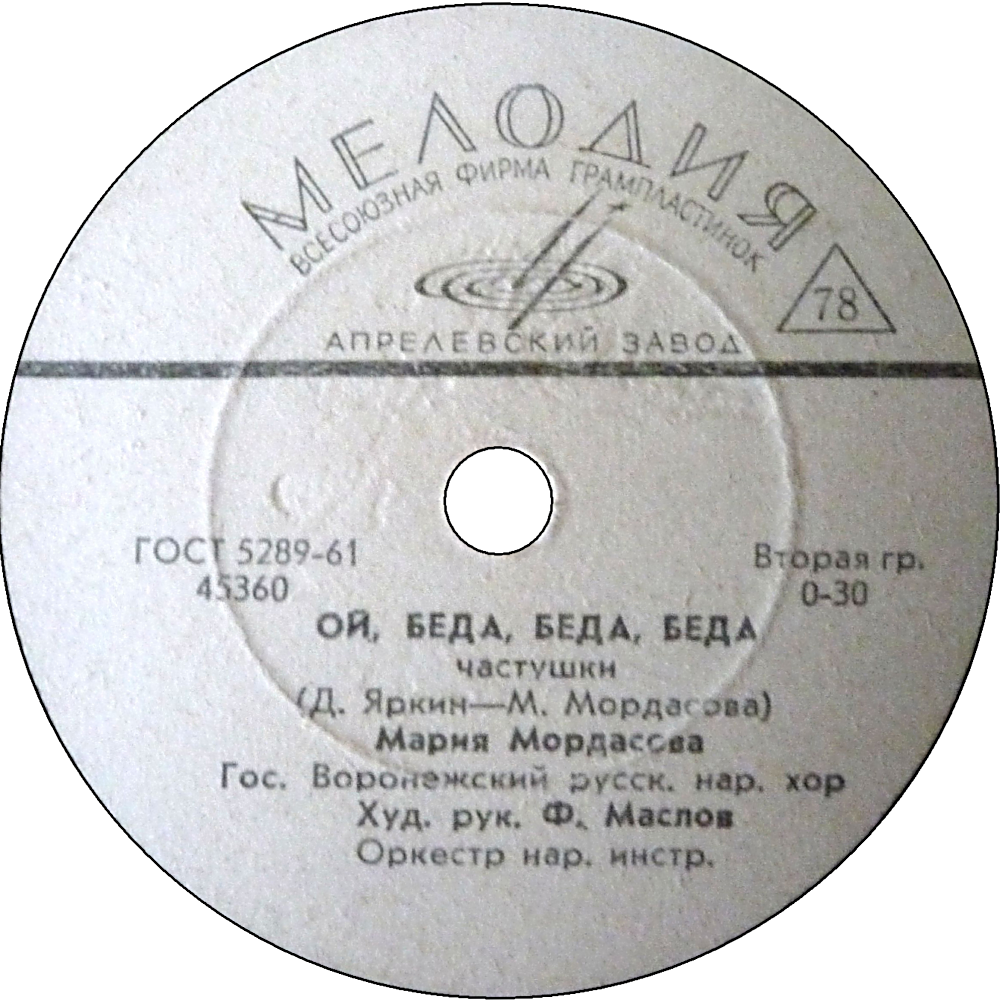 МЕЛОДИЯ
ВСЕСОЮЗНАЯ ФИРМА ГРАМПЛАСТИНОК
78
АПРЕЛЕВСКИЙ ЗАВОД
ГОСТ 5289-61
45360
Вторая гр.
0-30
ОЙ, БЕДА, БЕДА, БЕДА
частушки
(Д. Яркин—М. Мордасова)
Мария Мордасова
Гос. Воронежский русск. нар. хор
Худ. рук. Ф. Маслов
Оркестр нар. инстр.